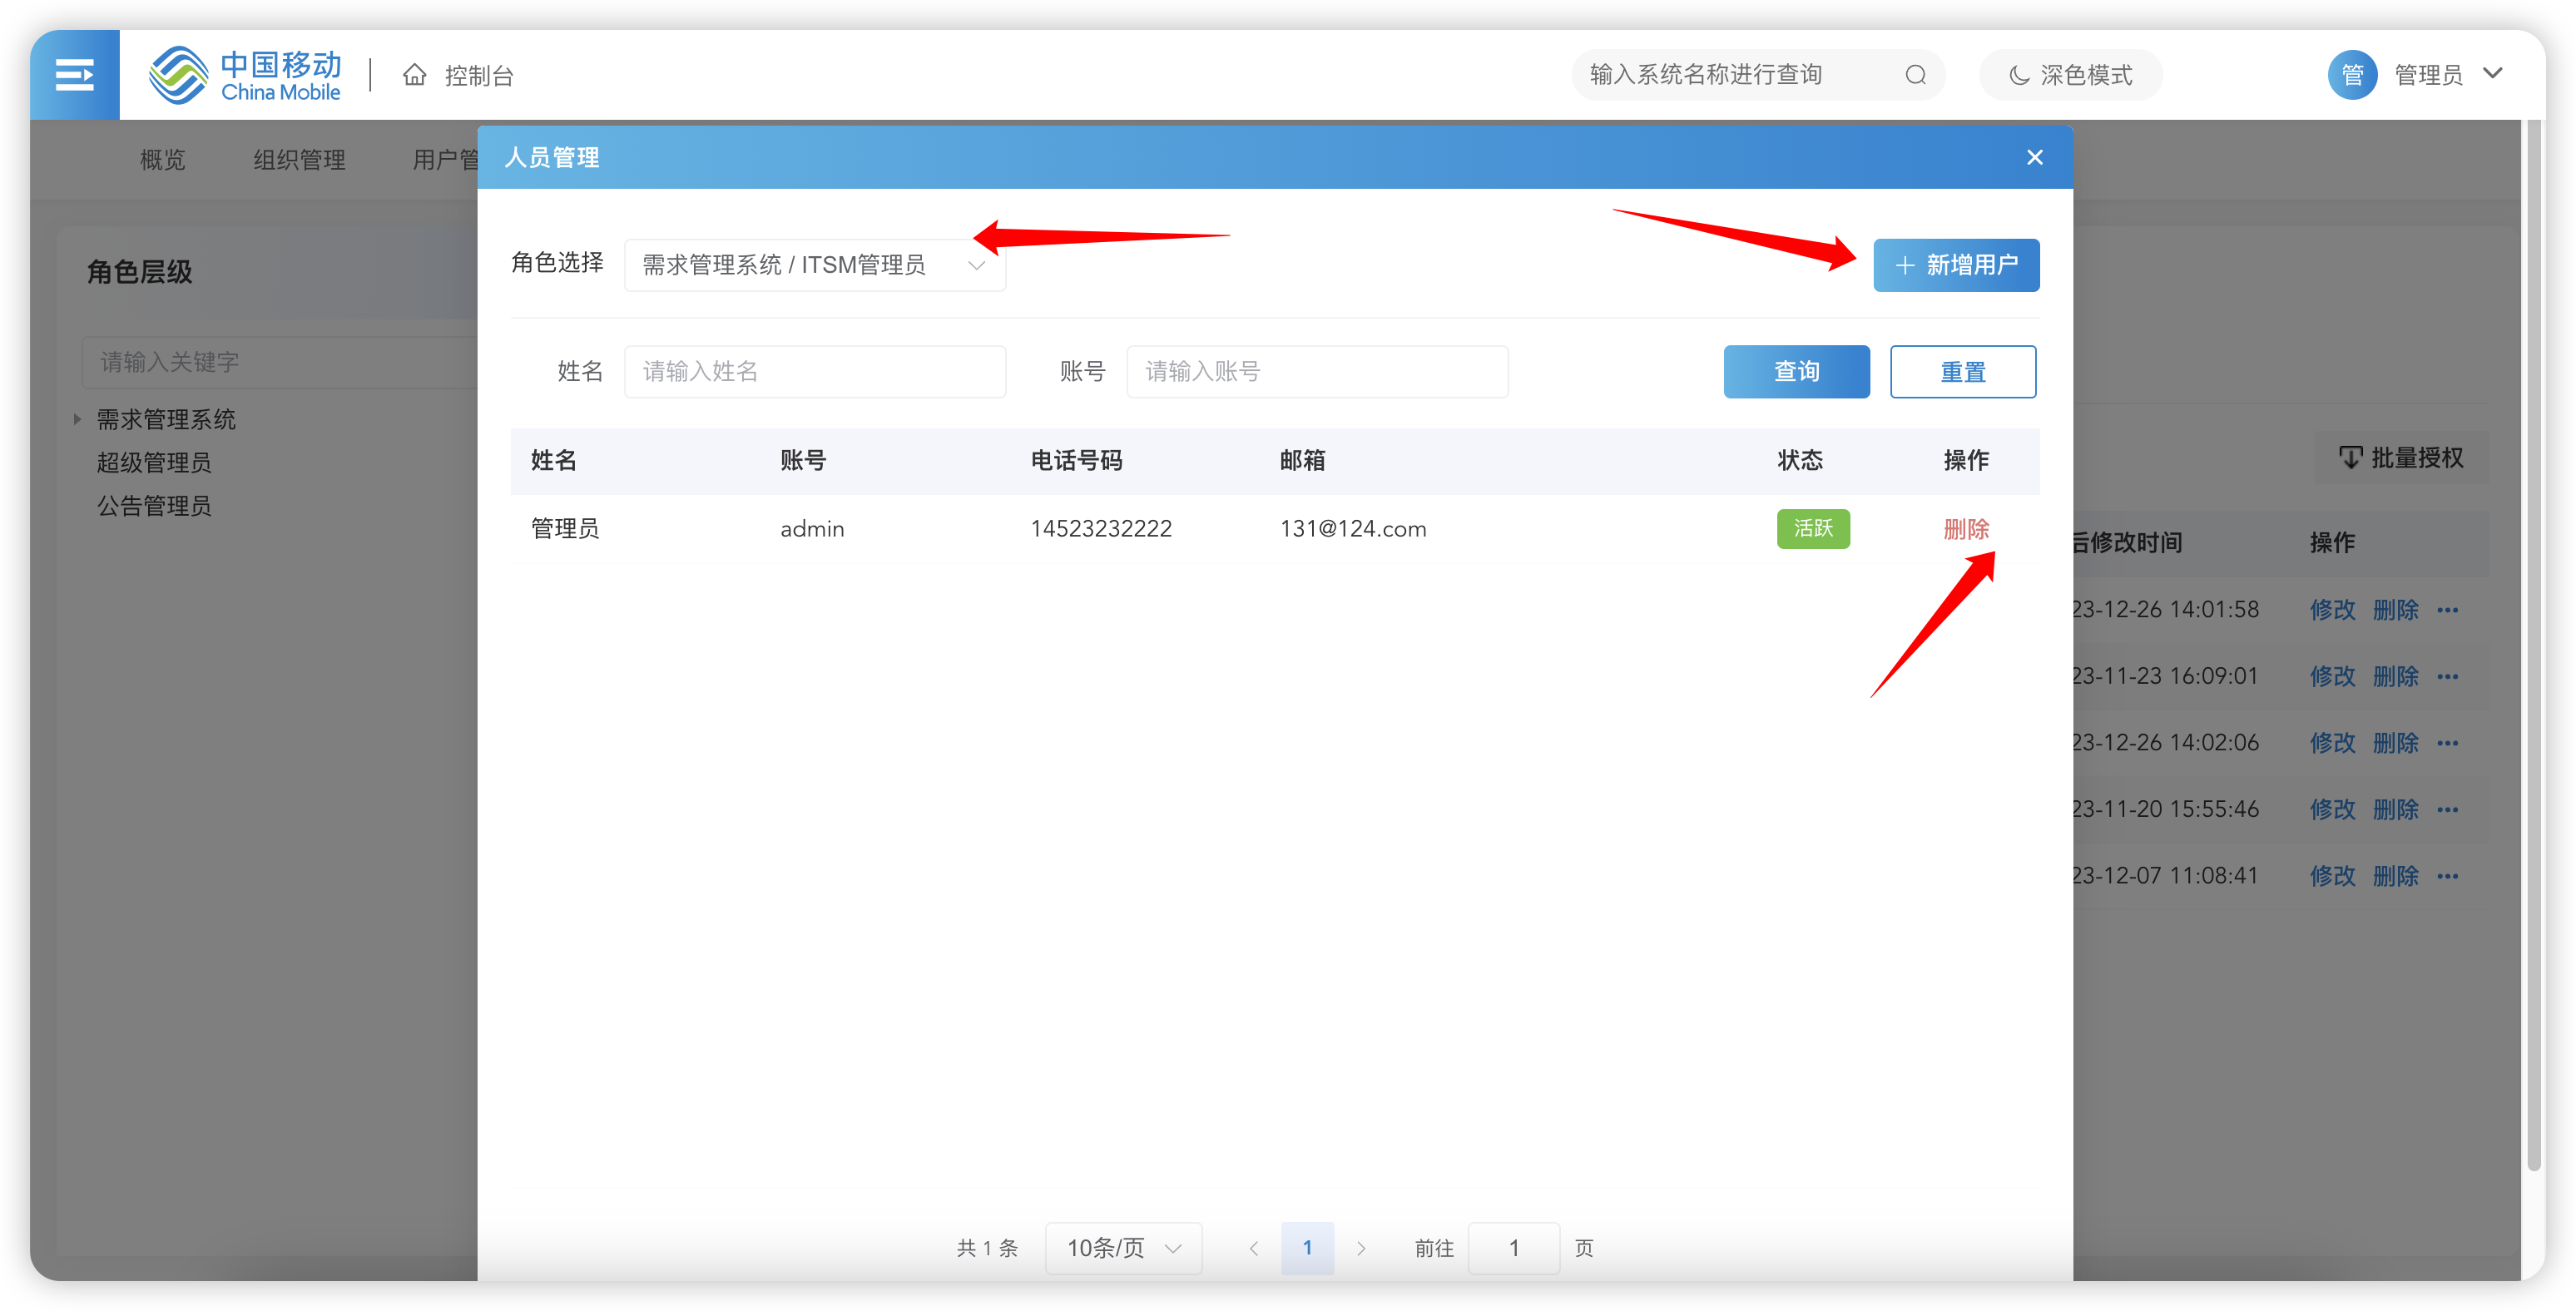 中国移动
China Mobile
控制台
输入系统名称进行查询
深色模式
管
管理员
概览
组织管理
用户管
人员管理
角色层级
请输入关键字
需求管理系统
超级管理员
公告管理员
角色选择
需求管理系统 / ITSM管理员
新增用户
姓名
请输入姓名
账号
请输入账号
查询
重置
姓名 账号 电话号码 邮箱 状态 操作
管理员 admin 14523232222 131@124.com 活跃 删除
批量授权
后修改时间 操作
23-12-26 14:01:58 修改 删除
23-11-23 16:09:01 修改 删除
23-12-26 14:02:06 修改 删除
23-11-20 15:55:46 修改 删除
23-12-07 11:08:41 修改 删除
共 1 条 10条/页 1 前往 1 页